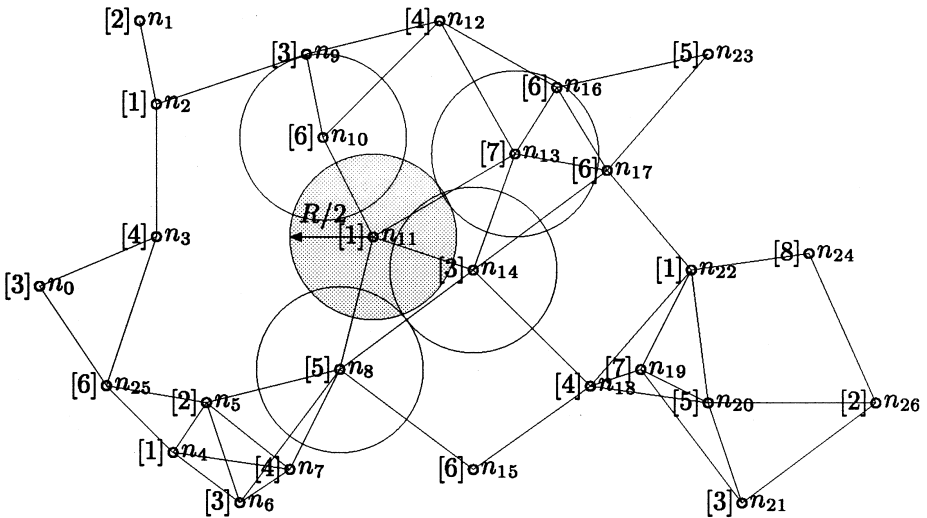 [2] n1
[4] n12
[3] n9
[5] n23
[6] n16
[1] n2
[6] n10
[7] n13
[6] n17
R/2
[4] n3
[1] n11
[8] n24
[3] n14
[1] n22
[3] n0
[5] n8
[7] n19
[6] n25
[4] n18
[2] n5
[5] n20
[2] n26
[1] n4
[4] n7
[6] n15
[3] n6
[3] n21